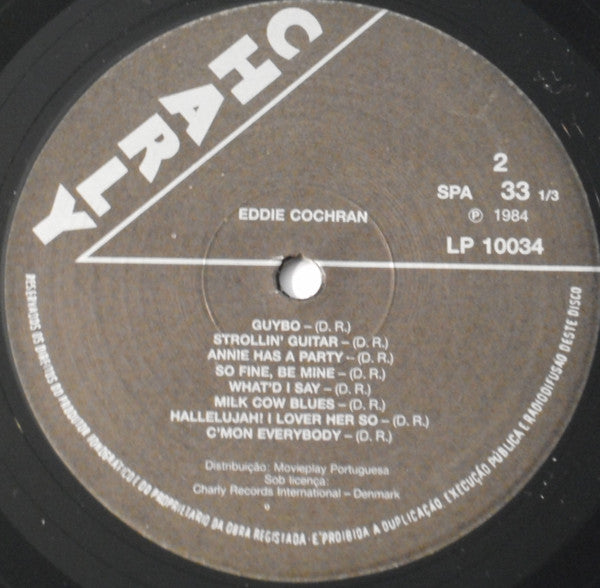 CHARLY
2
SPA 33 1/3
Ⓟ 1984
EDDIE COCHRAN
LP 10034
GUYBO – (D. R.)
STROLLIN' GUITAR – (D. R.)
ANNIE HAS A PARTY – (D. R.)
SO FINE, BE MINE – (D. R.)
WHAT'D I SAY – (D. R.)
MILK COW BLUES – (D. R.)
HALLELUJAH! I LOVER HER SO – (D. R.)
C'MON EVERYBODY – (D. R.)
Distribuição: Movieplay Portuguesa
Sob licença:
Charly Records International – Denmark
RESERVADOS OS DIREITOS DO PRODUTOR FONOGRÁFICO E DO PROPRIETÁRIO DA OBRA REGISTADA · É PROIBIDA A DUPLICAÇÃO, EXECUÇÃO PÚBLICA E RADIODIFUSÃO DESTE DISCO